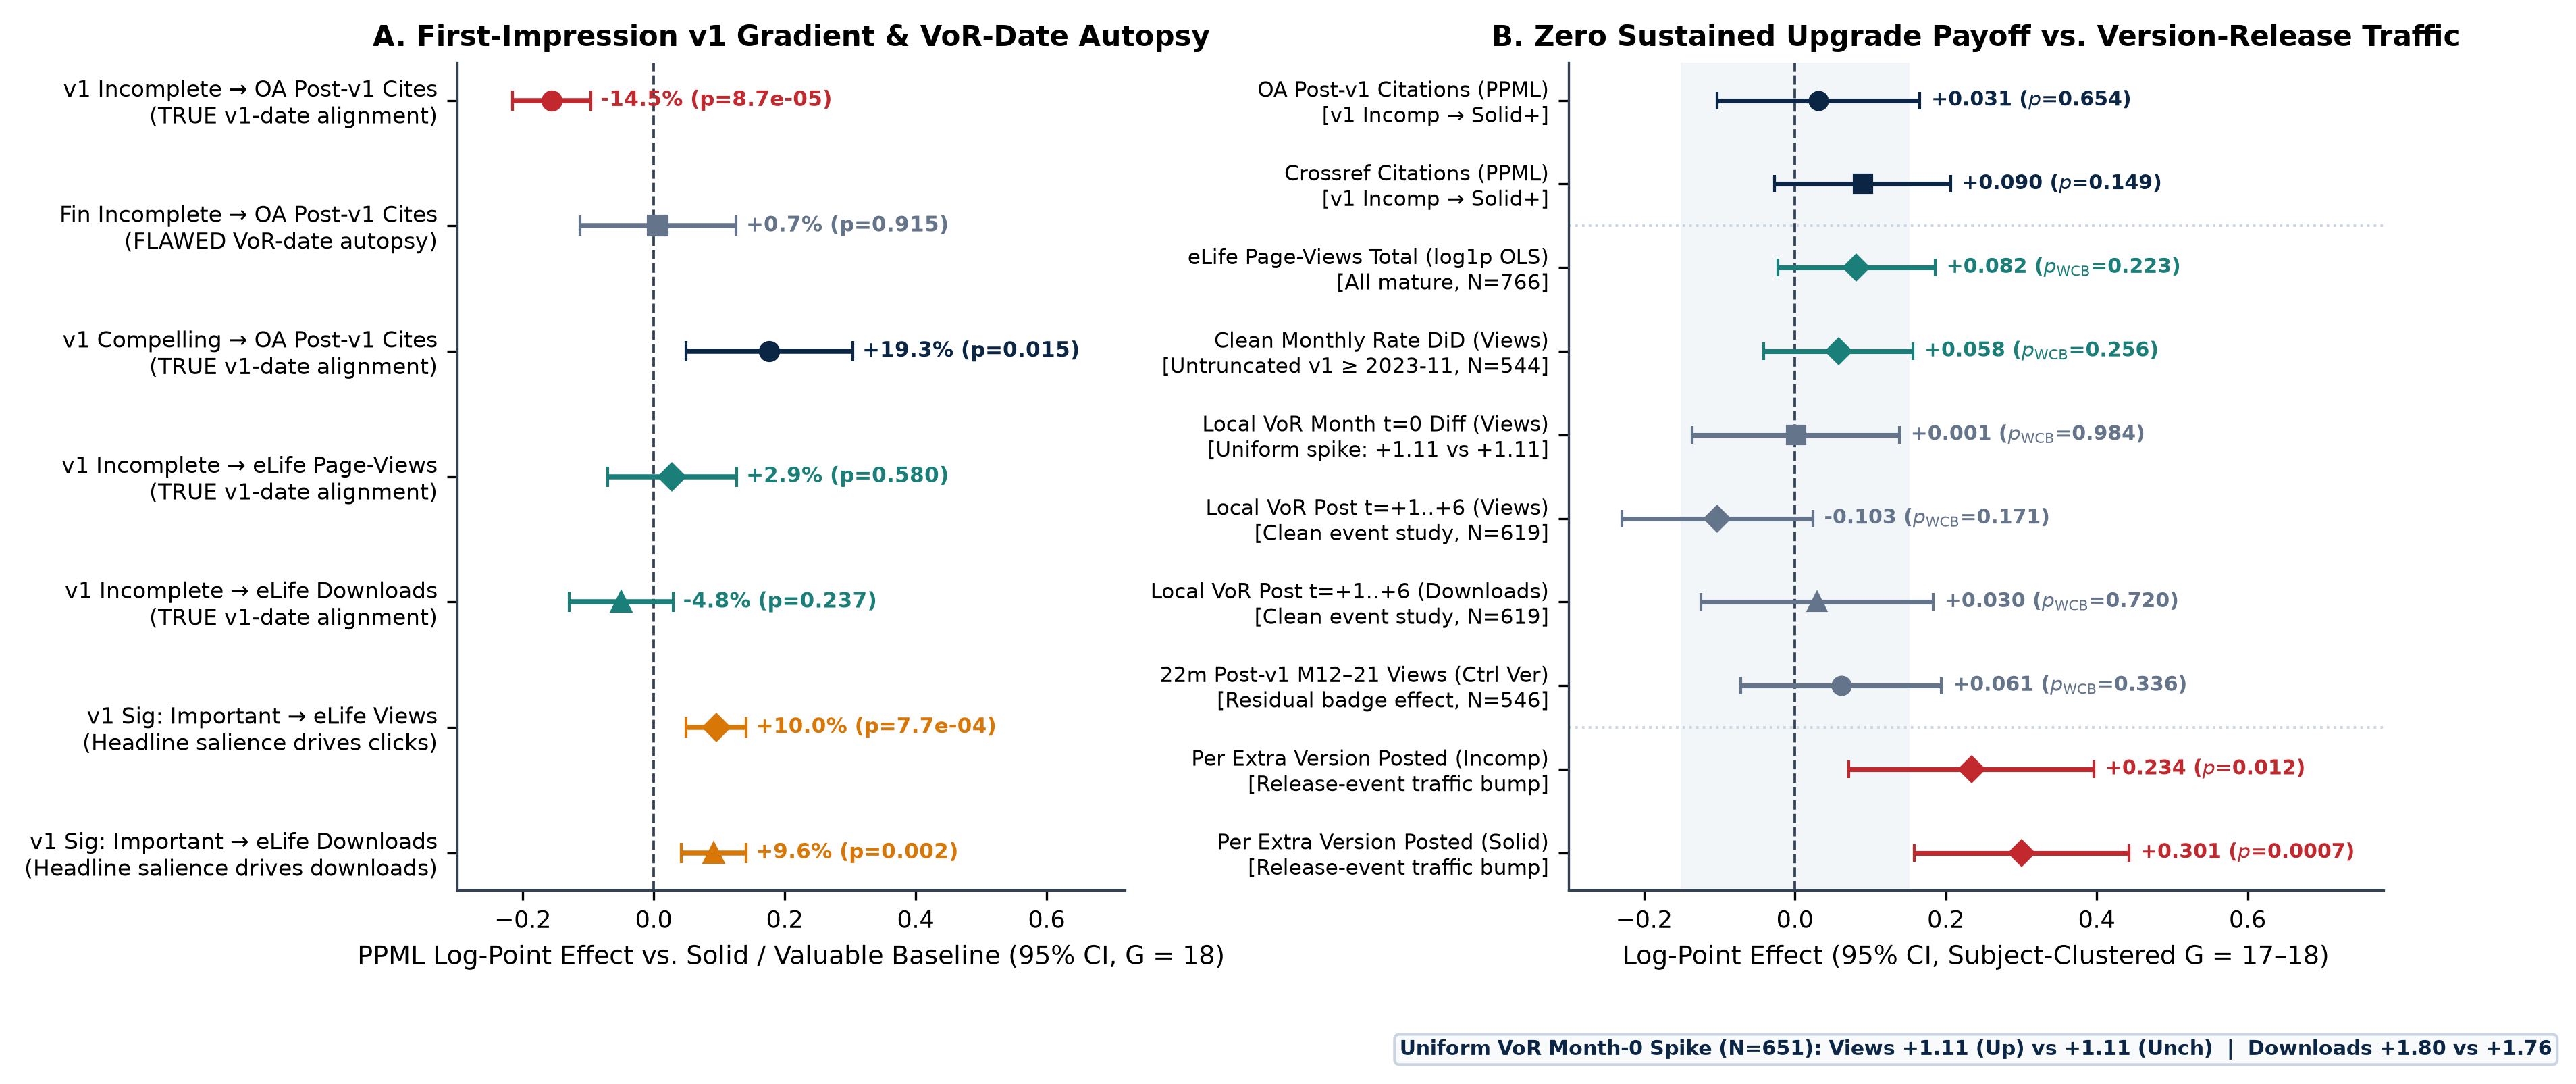 A. First-Impression v1 Gradient & VoR-Date Autopsy
v1 Incomplete → OA Post-v1 Cites
(TRUE v1-date alignment)
-14.5% (p=8.7e-05)
Fin Incomplete → OA Post-v1 Cites
(FLAWED VoR-date autopsy)
+0.7% (p=0.915)
v1 Compelling → OA Post-v1 Cites
(TRUE v1-date alignment)
+19.3% (p=0.015)
v1 Incomplete → eLife Page-Views
(TRUE v1-date alignment)
+2.9% (p=0.580)
v1 Incomplete → eLife Downloads
(TRUE v1-date alignment)
-4.8% (p=0.237)
v1 Sig: Important → eLife Views
(Headline salience drives clicks)
+10.0% (p=7.7e-04)
v1 Sig: Important → eLife Downloads
(Headline salience drives downloads)
+9.6% (p=0.002)
−0.2 0.0 0.2 0.4 0.6
PPML Log-Point Effect vs. Solid / Valuable Baseline (95% CI, G = 18)
B. Zero Sustained Upgrade Payoff vs. Version-Release Traffic
OA Post-v1 Citations (PPML)
[v1 Incomp → Solid+]
+0.031 (p=0.654)
Crossref Citations (PPML)
[v1 Incomp → Solid+]
+0.090 (p=0.149)
eLife Page-Views Total (log1p OLS)
[All mature, N=766]
+0.082 (pWCB=0.223)
Clean Monthly Rate DiD (Views)
[Untruncated v1 ≥ 2023-11, N=544]
+0.058 (pWCB=0.256)
Local VoR Month t=0 Diff (Views)
[Uniform spike: +1.11 vs +1.11]
+0.001 (pWCB=0.984)
Local VoR Post t=+1..+6 (Views)
[Clean event study, N=619]
-0.103 (pWCB=0.171)
Local VoR Post t=+1..+6 (Downloads)
[Clean event study, N=619]
+0.030 (pWCB=0.720)
22m Post-v1 M12–21 Views (Ctrl Ver)
[Residual badge effect, N=546]
+0.061 (pWCB=0.336)
Per Extra Version Posted (Incomp)
[Release-event traffic bump]
+0.234 (p=0.012)
Per Extra Version Posted (Solid)
[Release-event traffic bump]
+0.301 (p=0.0007)
−0.2 0.0 0.2 0.4 0.6
Log-Point Effect (95% CI, Subject-Clustered G = 17–18)
Uniform VoR Month-0 Spike (N=651): Views +1.11 (Up) vs +1.11 (Unch) | Downloads +1.80 vs +1.76